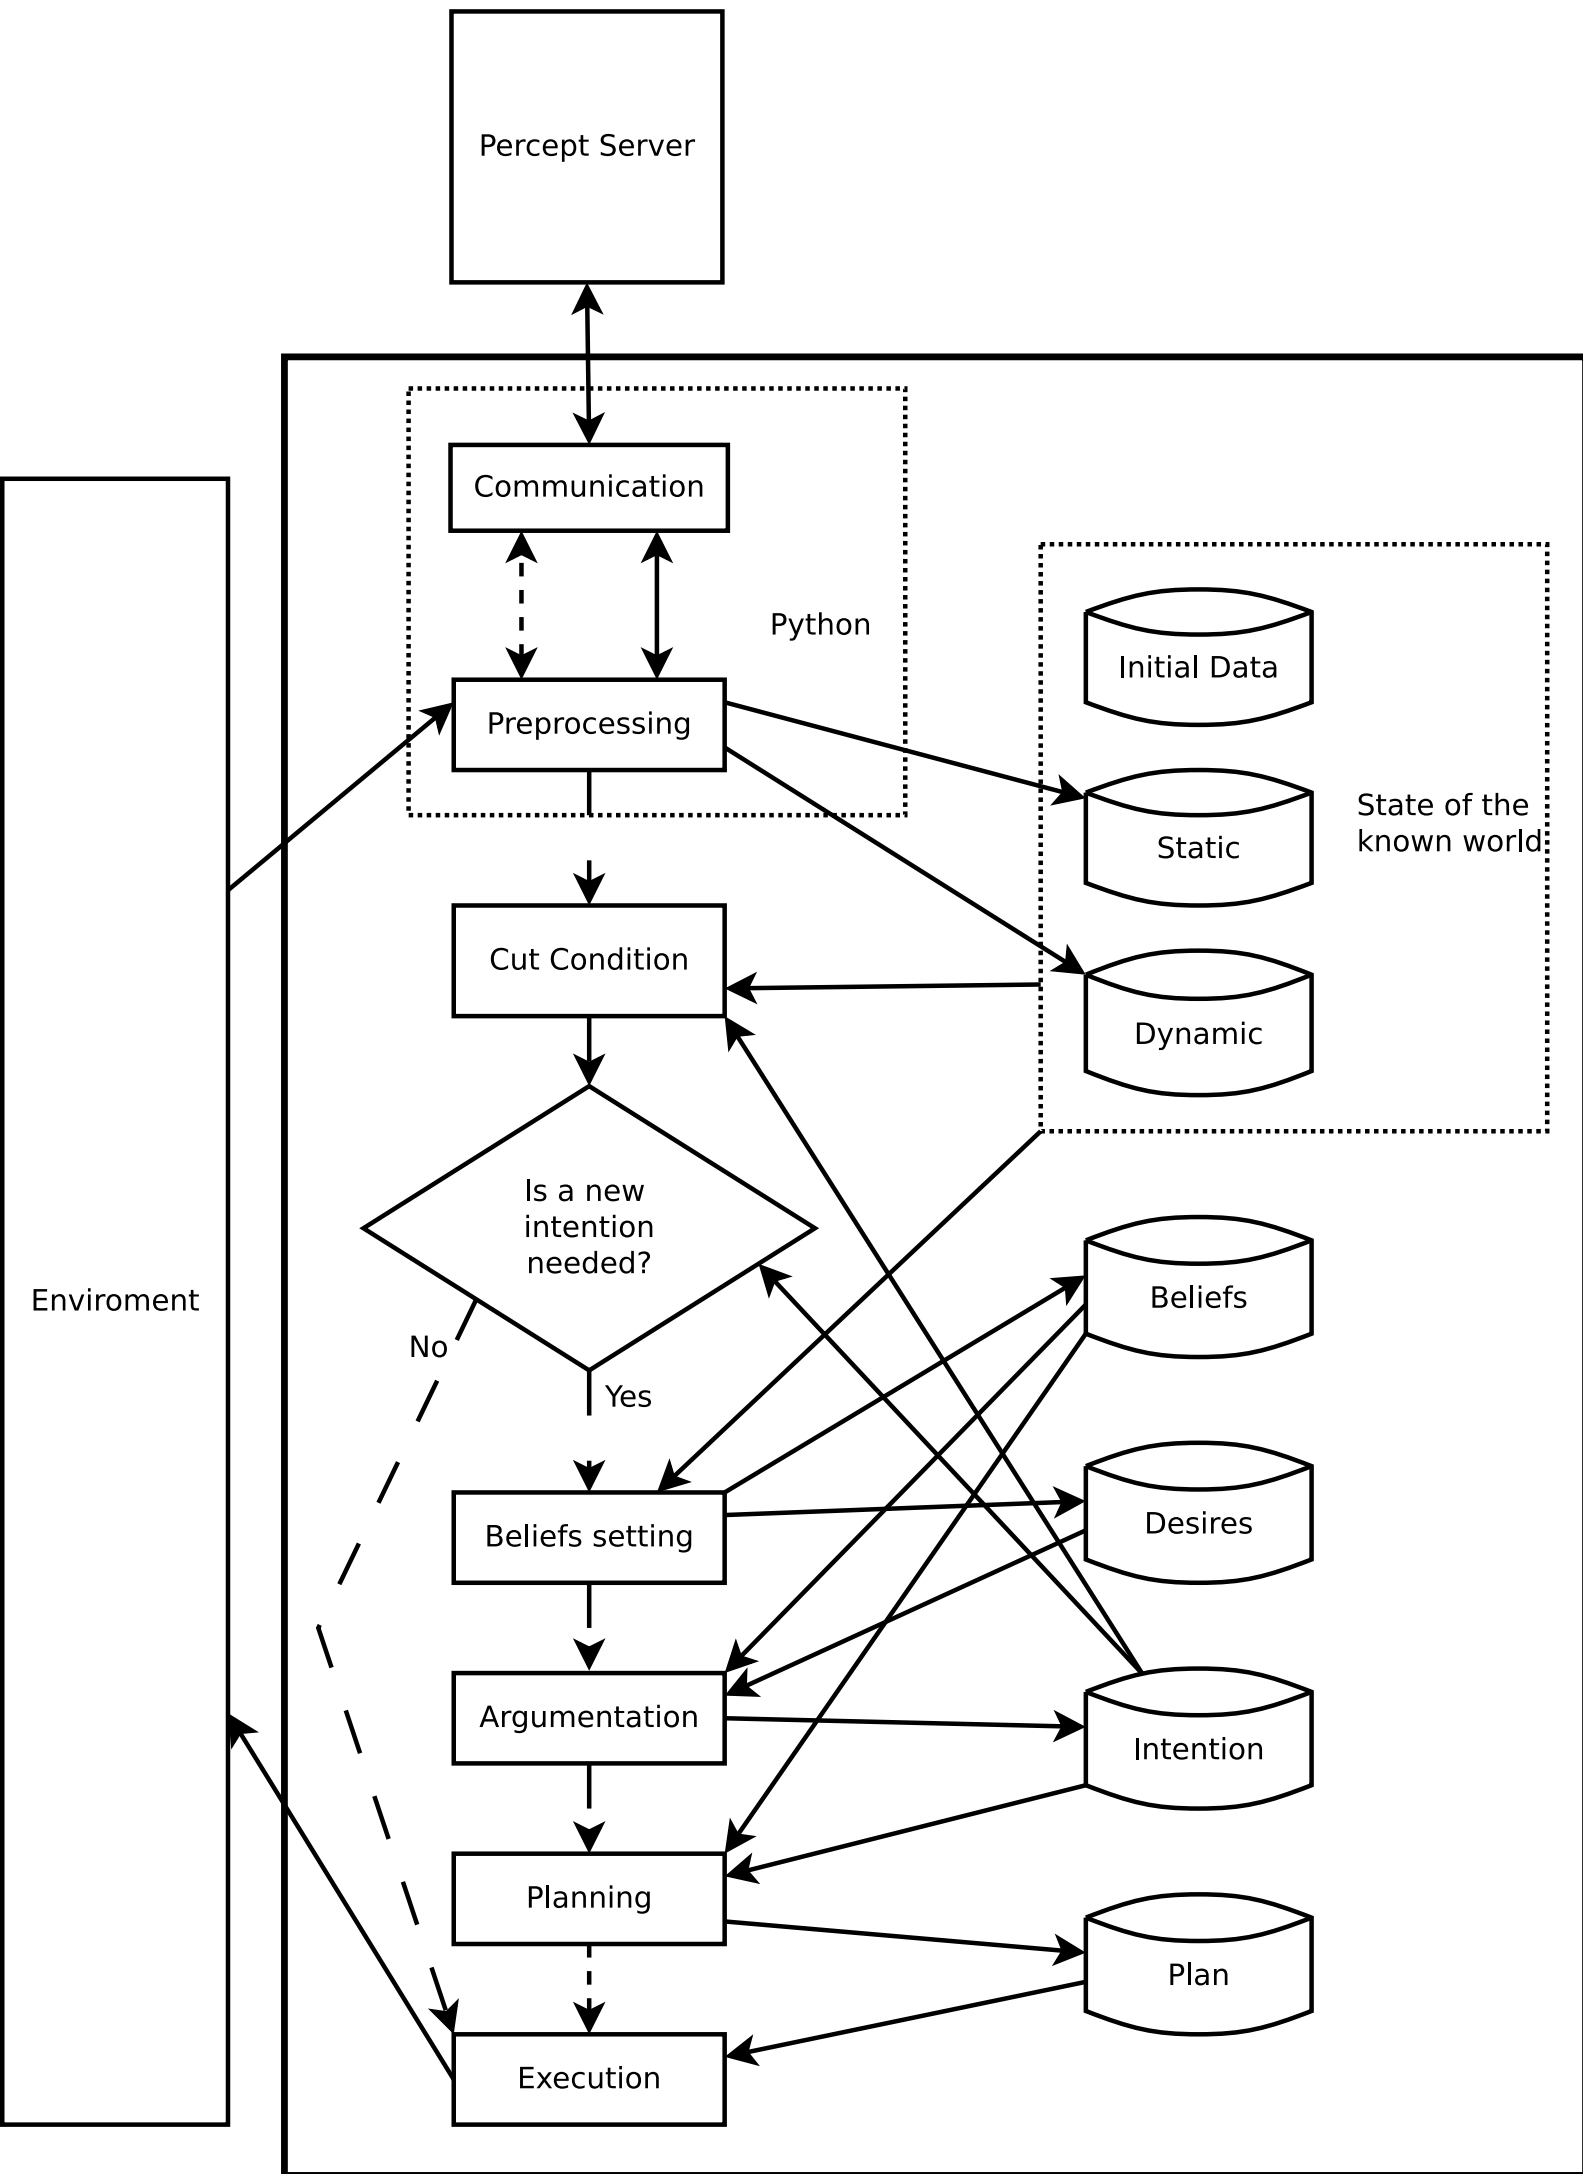 Percept Server
Communication
Python
Initial Data
Preprocessing
State of the
known world
Static
Cut Condition
Dynamic
Is a new
intention
needed?
Enviroment
Beliefs
No
Yes
Desires
Beliefs setting
Argumentation
Intention
Planning
Plan
Execution